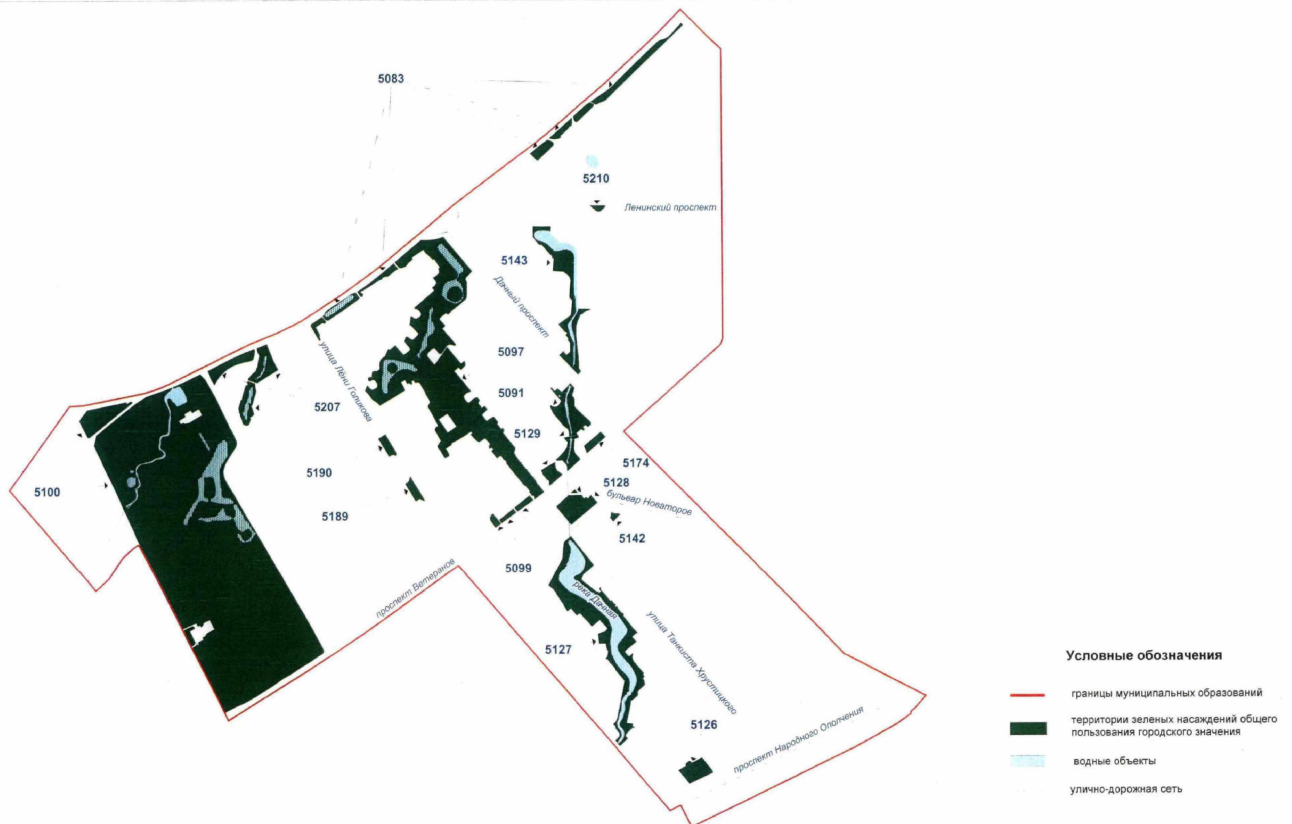 5083
5210
Ленинский проспект
5143
Дачный проспект
5097
улица Лёни Голикова
5091
5207
5129
5174
5190
5128
5100
бульвар Новаторов
5189
5142
5099
проспект Ветеранов
река Дачная
улица Танкиста Хрустицкого
5127
5126
проспект Народного Ополчения
Условные обозначения
границы муниципальных образований
территории зеленых насаждений общего
пользования городского значения
водные объекты
улично-дорожная сеть